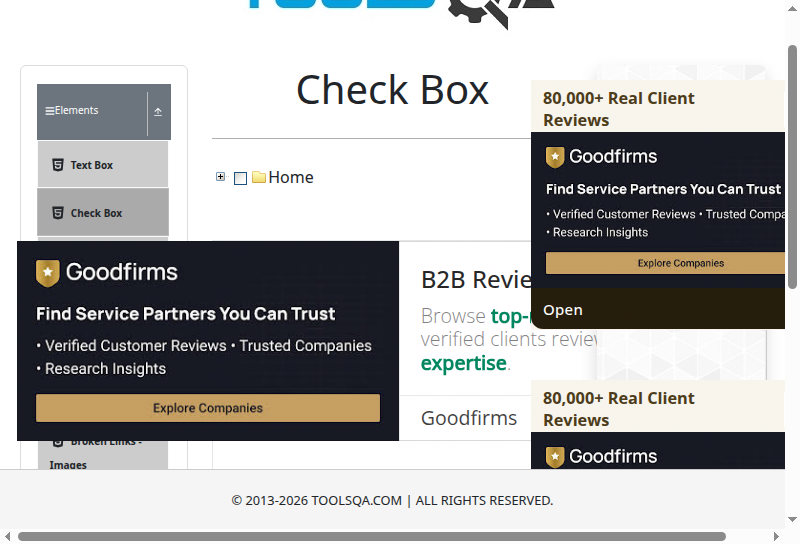 TOOLSQA
Check Box
Elements
Text Box
Check Box
Home
80,000+ Real Client
Reviews
Goodfirms
Find Service Partners You Can Trust
• Verified Customer Reviews • Trusted Compa
• Research Insights
Explore Companies
Open
Goodfirms
Find Service Partners You Can Trust
• Verified Customer Reviews • Trusted Companies
• Research Insights
Explore Companies
B2B Revie
Browse top-
verified clients review
expertise.
Goodfirms
80,000+ Real Client
Reviews
Goodfirms
Broken Links -
Images
© 2013-2026 TOOLSQA.COM | ALL RIGHTS RESERVED.